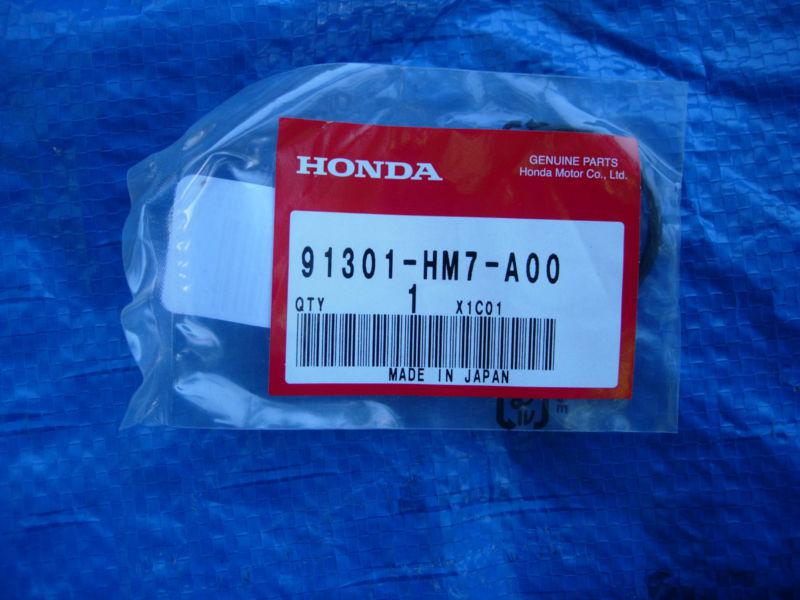 HONDA
GENUINE PARTS
Honda Motor Co., Ltd.
91301-HM7-A00
QTY 1 X1C01
MADE IN JAPAN